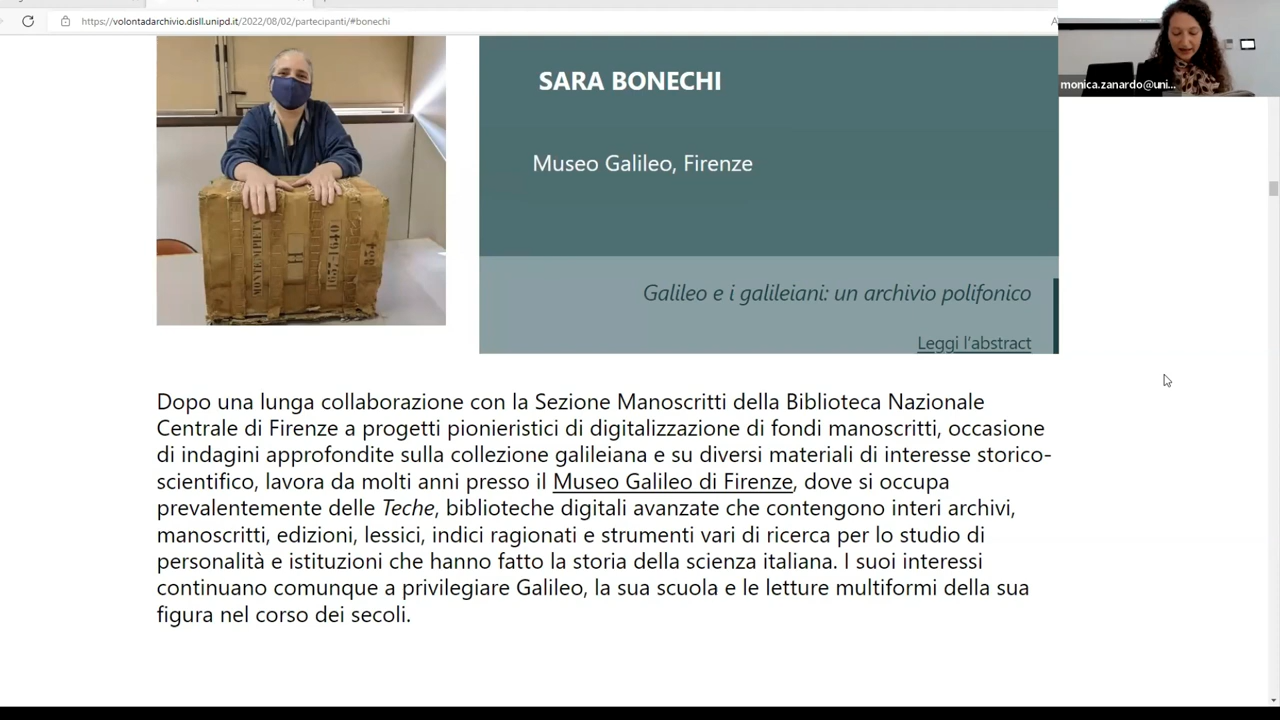 https://volontadarchivio.disll.unipd.it/2022/08/02/partecipanti/#bonechi
monica.zanardo@uni...
SARA BONECHI
Museo Galileo, Firenze
Galileo e i galileiani: un archivio polifonico
Leggi l'abstract
H
Dopo una lunga collaborazione con la Sezione Manoscritti della Biblioteca Nazionale
Centrale di Firenze a progetti pionieristici di digitalizzazione di fondi manoscritti, occasione
di indagini approfondite sulla collezione galileiana e su diversi materiali di interesse storico-
scientifico, lavora da molti anni presso il Museo Galileo di Firenze, dove si occupa
prevalentemente delle Teche, biblioteche digitali avanzate che contengono interi archivi,
manoscritti, edizioni, lessici, indici ragionati e strumenti vari di ricerca per lo studio di
personalità e istituzioni che hanno fatto la storia della scienza italiana. I suoi interessi
continuano comunque a privilegiare Galileo, la sua scuola e le letture multiformi della sua
figura nel corso dei secoli.